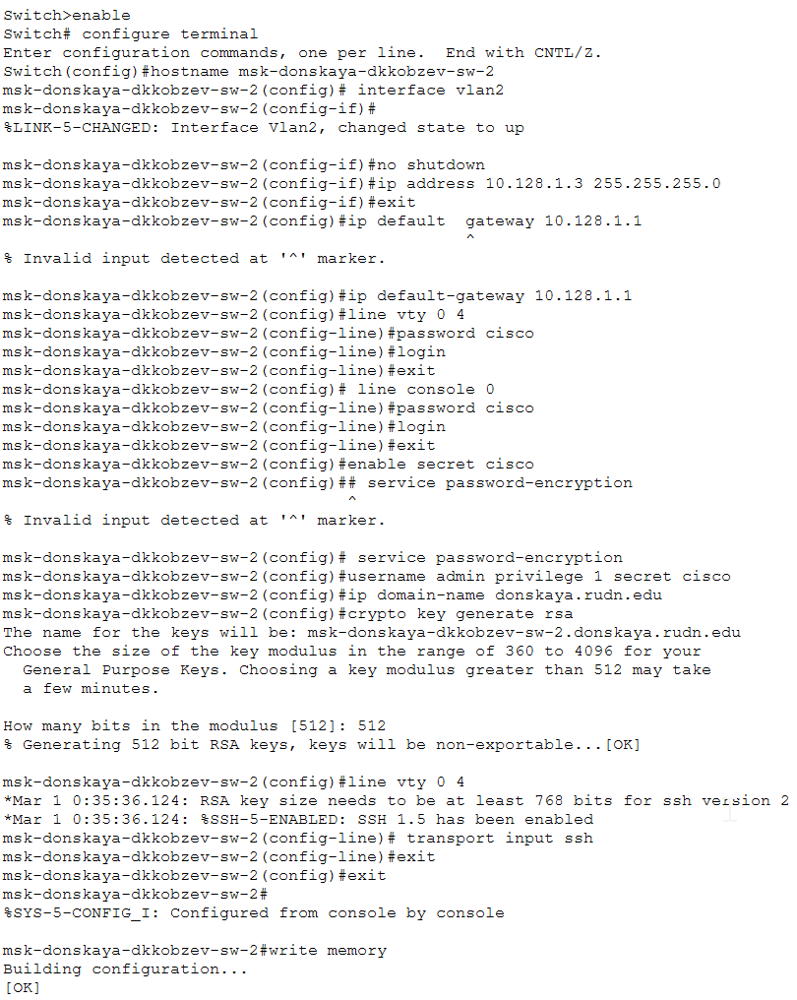 Switch>enable
Switch# configure terminal
Enter configuration commands, one per line.  End with CNTL/Z.
Switch(config)#hostname msk-donskaya-dkkobzev-sw-2
msk-donskaya-dkkobzev-sw-2(config)# interface vlan2
msk-donskaya-dkkobzev-sw-2(config-if)#
%LINK-5-CHANGED: Interface Vlan2, changed state to up
msk-donskaya-dkkobzev-sw-2(config-if)#no shutdown
msk-donskaya-dkkobzev-sw-2(config-if)#ip address 10.128.1.3 255.255.255.0
msk-donskaya-dkkobzev-sw-2(config-if)#exit
msk-donskaya-dkkobzev-sw-2(config)#ip default  gateway 10.128.1.1
^
% Invalid input detected at '^' marker.
msk-donskaya-dkkobzev-sw-2(config)#ip default-gateway 10.128.1.1
msk-donskaya-dkkobzev-sw-2(config)#line vty 0 4
msk-donskaya-dkkobzev-sw-2(config-line)#password cisco
msk-donskaya-dkkobzev-sw-2(config-line)#login
msk-donskaya-dkkobzev-sw-2(config-line)#exit
msk-donskaya-dkkobzev-sw-2(config)# line console 0
msk-donskaya-dkkobzev-sw-2(config-line)#password cisco
msk-donskaya-dkkobzev-sw-2(config-line)#login
msk-donskaya-dkkobzev-sw-2(config-line)#exit
msk-donskaya-dkkobzev-sw-2(config)#enable secret cisco
msk-donskaya-dkkobzev-sw-2(config)## service password-encryption
^
% Invalid input detected at '^' marker.
msk-donskaya-dkkobzev-sw-2(config)# service password-encryption
msk-donskaya-dkkobzev-sw-2(config)#username admin privilege 1 secret cisco
msk-donskaya-dkkobzev-sw-2(config)#ip domain-name donskaya.rudn.edu
msk-donskaya-dkkobzev-sw-2(config)#crypto key generate rsa
The name for the keys will be: msk-donskaya-dkkobzev-sw-2.donskaya.rudn.edu
Choose the size of the key modulus in the range of 360 to 4096 for your
General Purpose Keys. Choosing a key modulus greater than 512 may take
a few minutes.
How many bits in the modulus [512]: 512
% Generating 512 bit RSA keys, keys will be non-exportable...[OK]
msk-donskaya-dkkobzev-sw-2(config)#line vty 0 4
*Mar 1 0:35:36.124: RSA key size needs to be at least 768 bits for ssh version 2
*Mar 1 0:35:36.124: %SSH-5-ENABLED: SSH 1.5 has been enabled
msk-donskaya-dkkobzev-sw-2(config-line)# transport input ssh
msk-donskaya-dkkobzev-sw-2(config-line)#exit
msk-donskaya-dkkobzev-sw-2(config)#exit
msk-donskaya-dkkobzev-sw-2#
%SYS-5-CONFIG_I: Configured from console by console
msk-donskaya-dkkobzev-sw-2#write memory
Building configuration...
[OK]